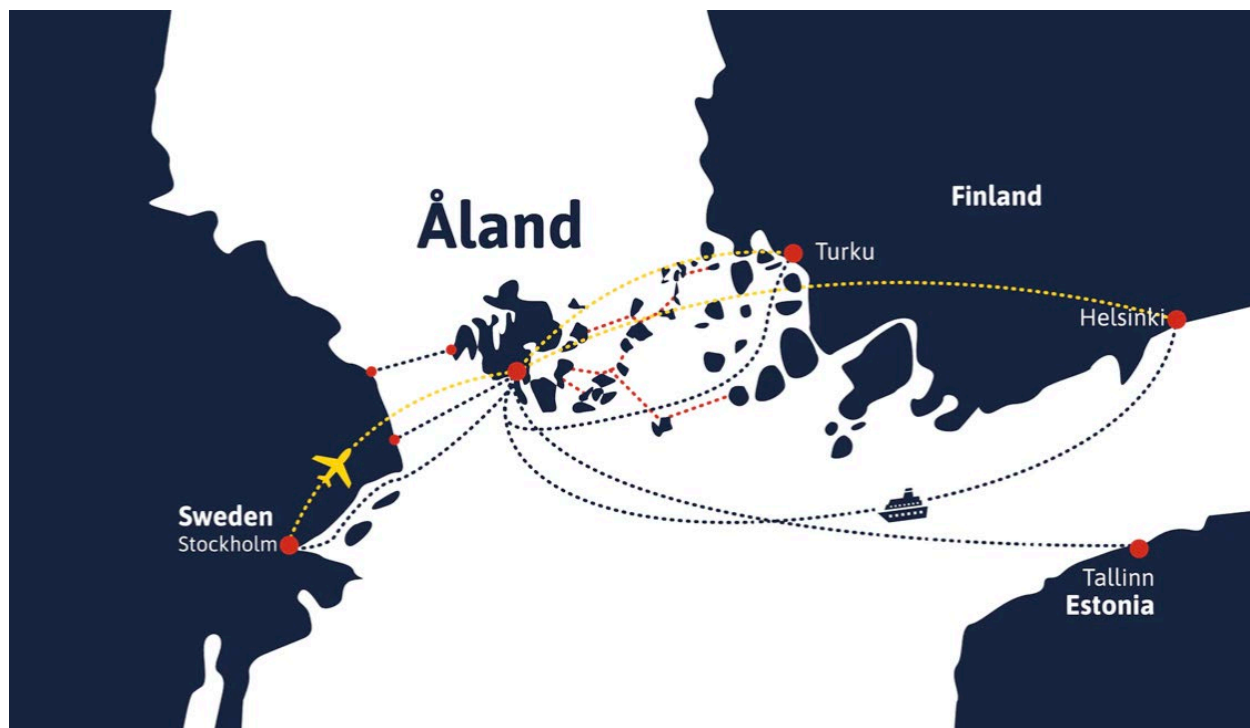 Åland
Finland
Turku
Helsinki
Sweden
Stockholm
Tallinn
Estonia